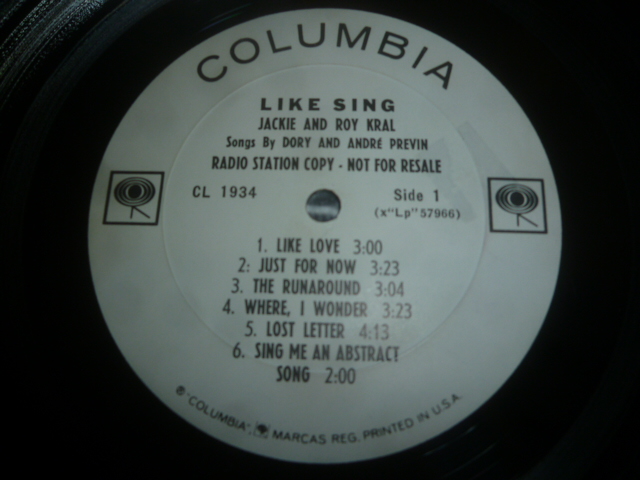 COLUMBIA
LIKE SING
JACKIE AND ROY KRAL
Songs By DORY AND ANDRÉ PREVIN
RADIO STATION COPY - NOT FOR RESALE
CL 1934 Side 1
(x"Lp"57966)
1. LIKE LOVE 3:00
2: JUST FOR NOW 3:23
3. THE RUNAROUND 3:04
4. WHERE, I WONDER 3:23
5. LOST LETTER 4:13
6. SING ME AN ABSTRACT
SONG 2:00
® "COLUMBIA", MARCAS REG. PRINTED IN U.S.A.